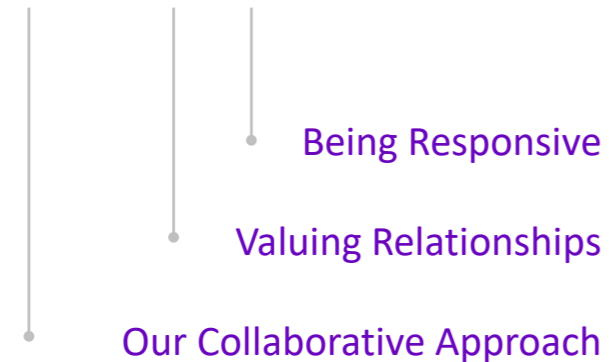 Being Responsive
Valuing Relationships
Our Collaborative Approach